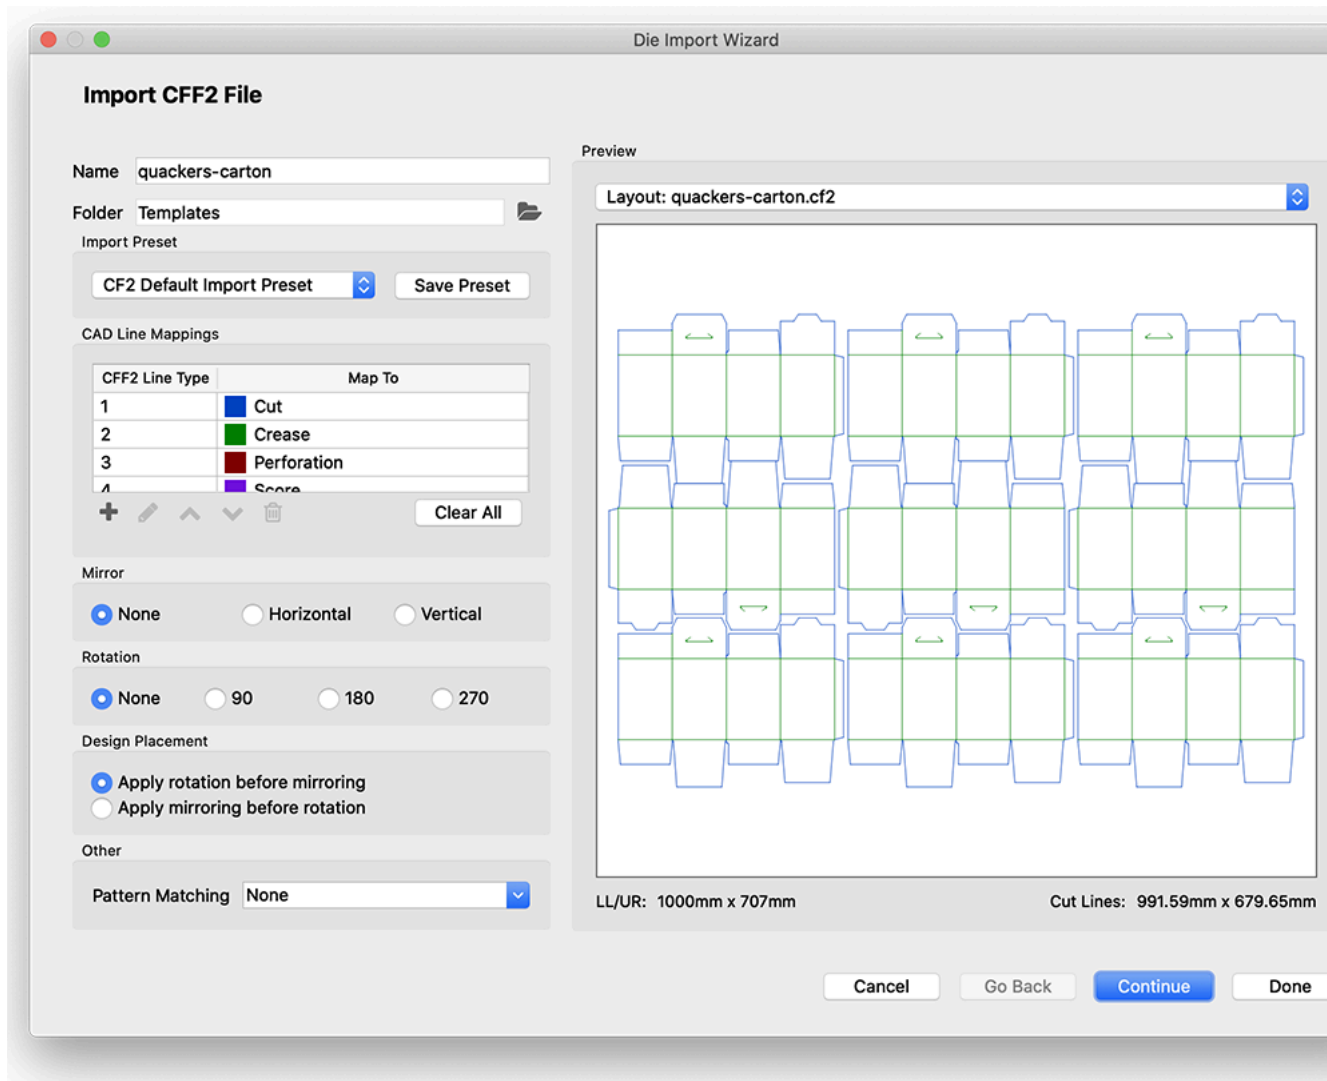 Die Import Wizard
Import CFF2 File
Name quackers-carton
Folder Templates
Import Preset
CF2 Default Import Preset Save Preset
CAD Line Mappings
CFF2 Line Type Map To
1 Cut
2 Crease
3 Perforation
4 Score
Clear All
Mirror
None Horizontal Vertical
Rotation
None 90 180 270
Design Placement
Apply rotation before mirroring
Apply mirroring before rotation
Other
Pattern Matching None
Preview
Layout: quackers-carton.cf2
LL/UR: 1000mm x 707mm Cut Lines: 991.59mm x 679.65mm
Cancel Go Back Continue Done